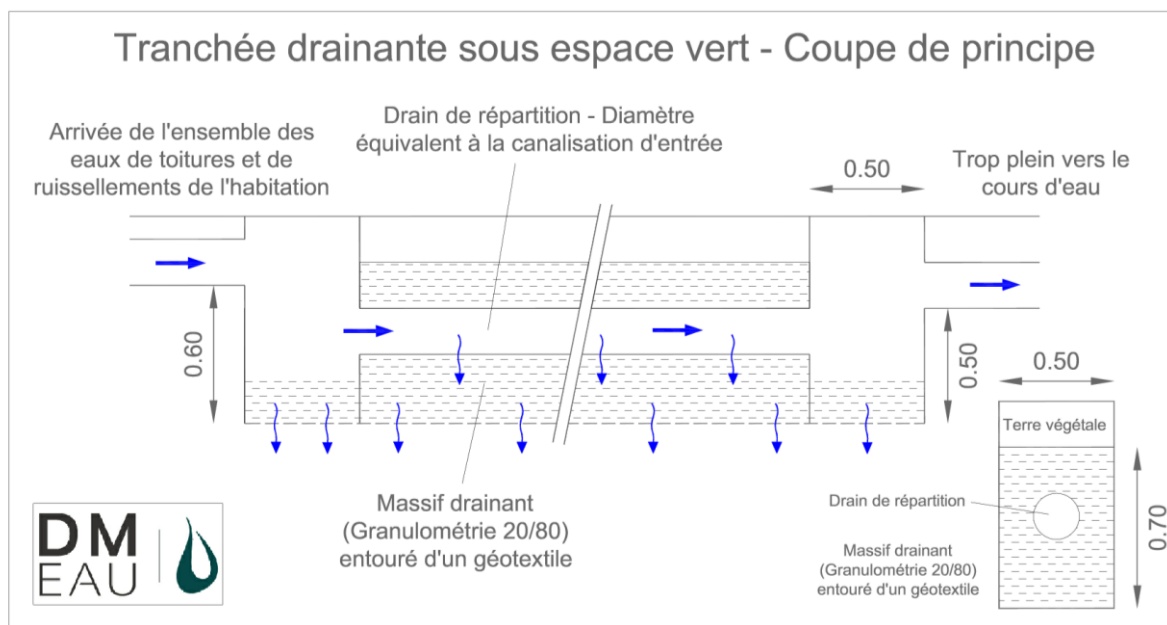 Tranchée drainante sous espace vert - Coupe de principe
Arrivée de l'ensemble des
eaux de toitures et de
ruissellements de l'habitation
Drain de répartition - Diamètre
équivalent à la canalisation d'entrée
0.50
Trop plein vers le
cours d'eau
0.60
0.50
0.50
Terre végétale
Drain de répartition
0.70
Massif drainant
(Granulométrie 20/80)
entouré d'un géotextile
Massif drainant
(Granulométrie 20/80)
entouré d'un géotextile
DM
EAU